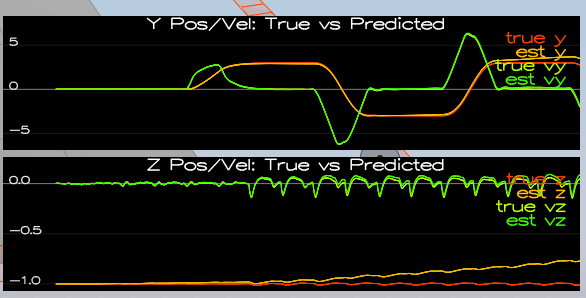 Y Pos/Vel: True vs Predicted
5
true y
est y
true vy
est vy
0
−5
Z Pos/Vel: True vs Predicted
0.0
true z
est z
true vz
est vz
−0.5
−1.0